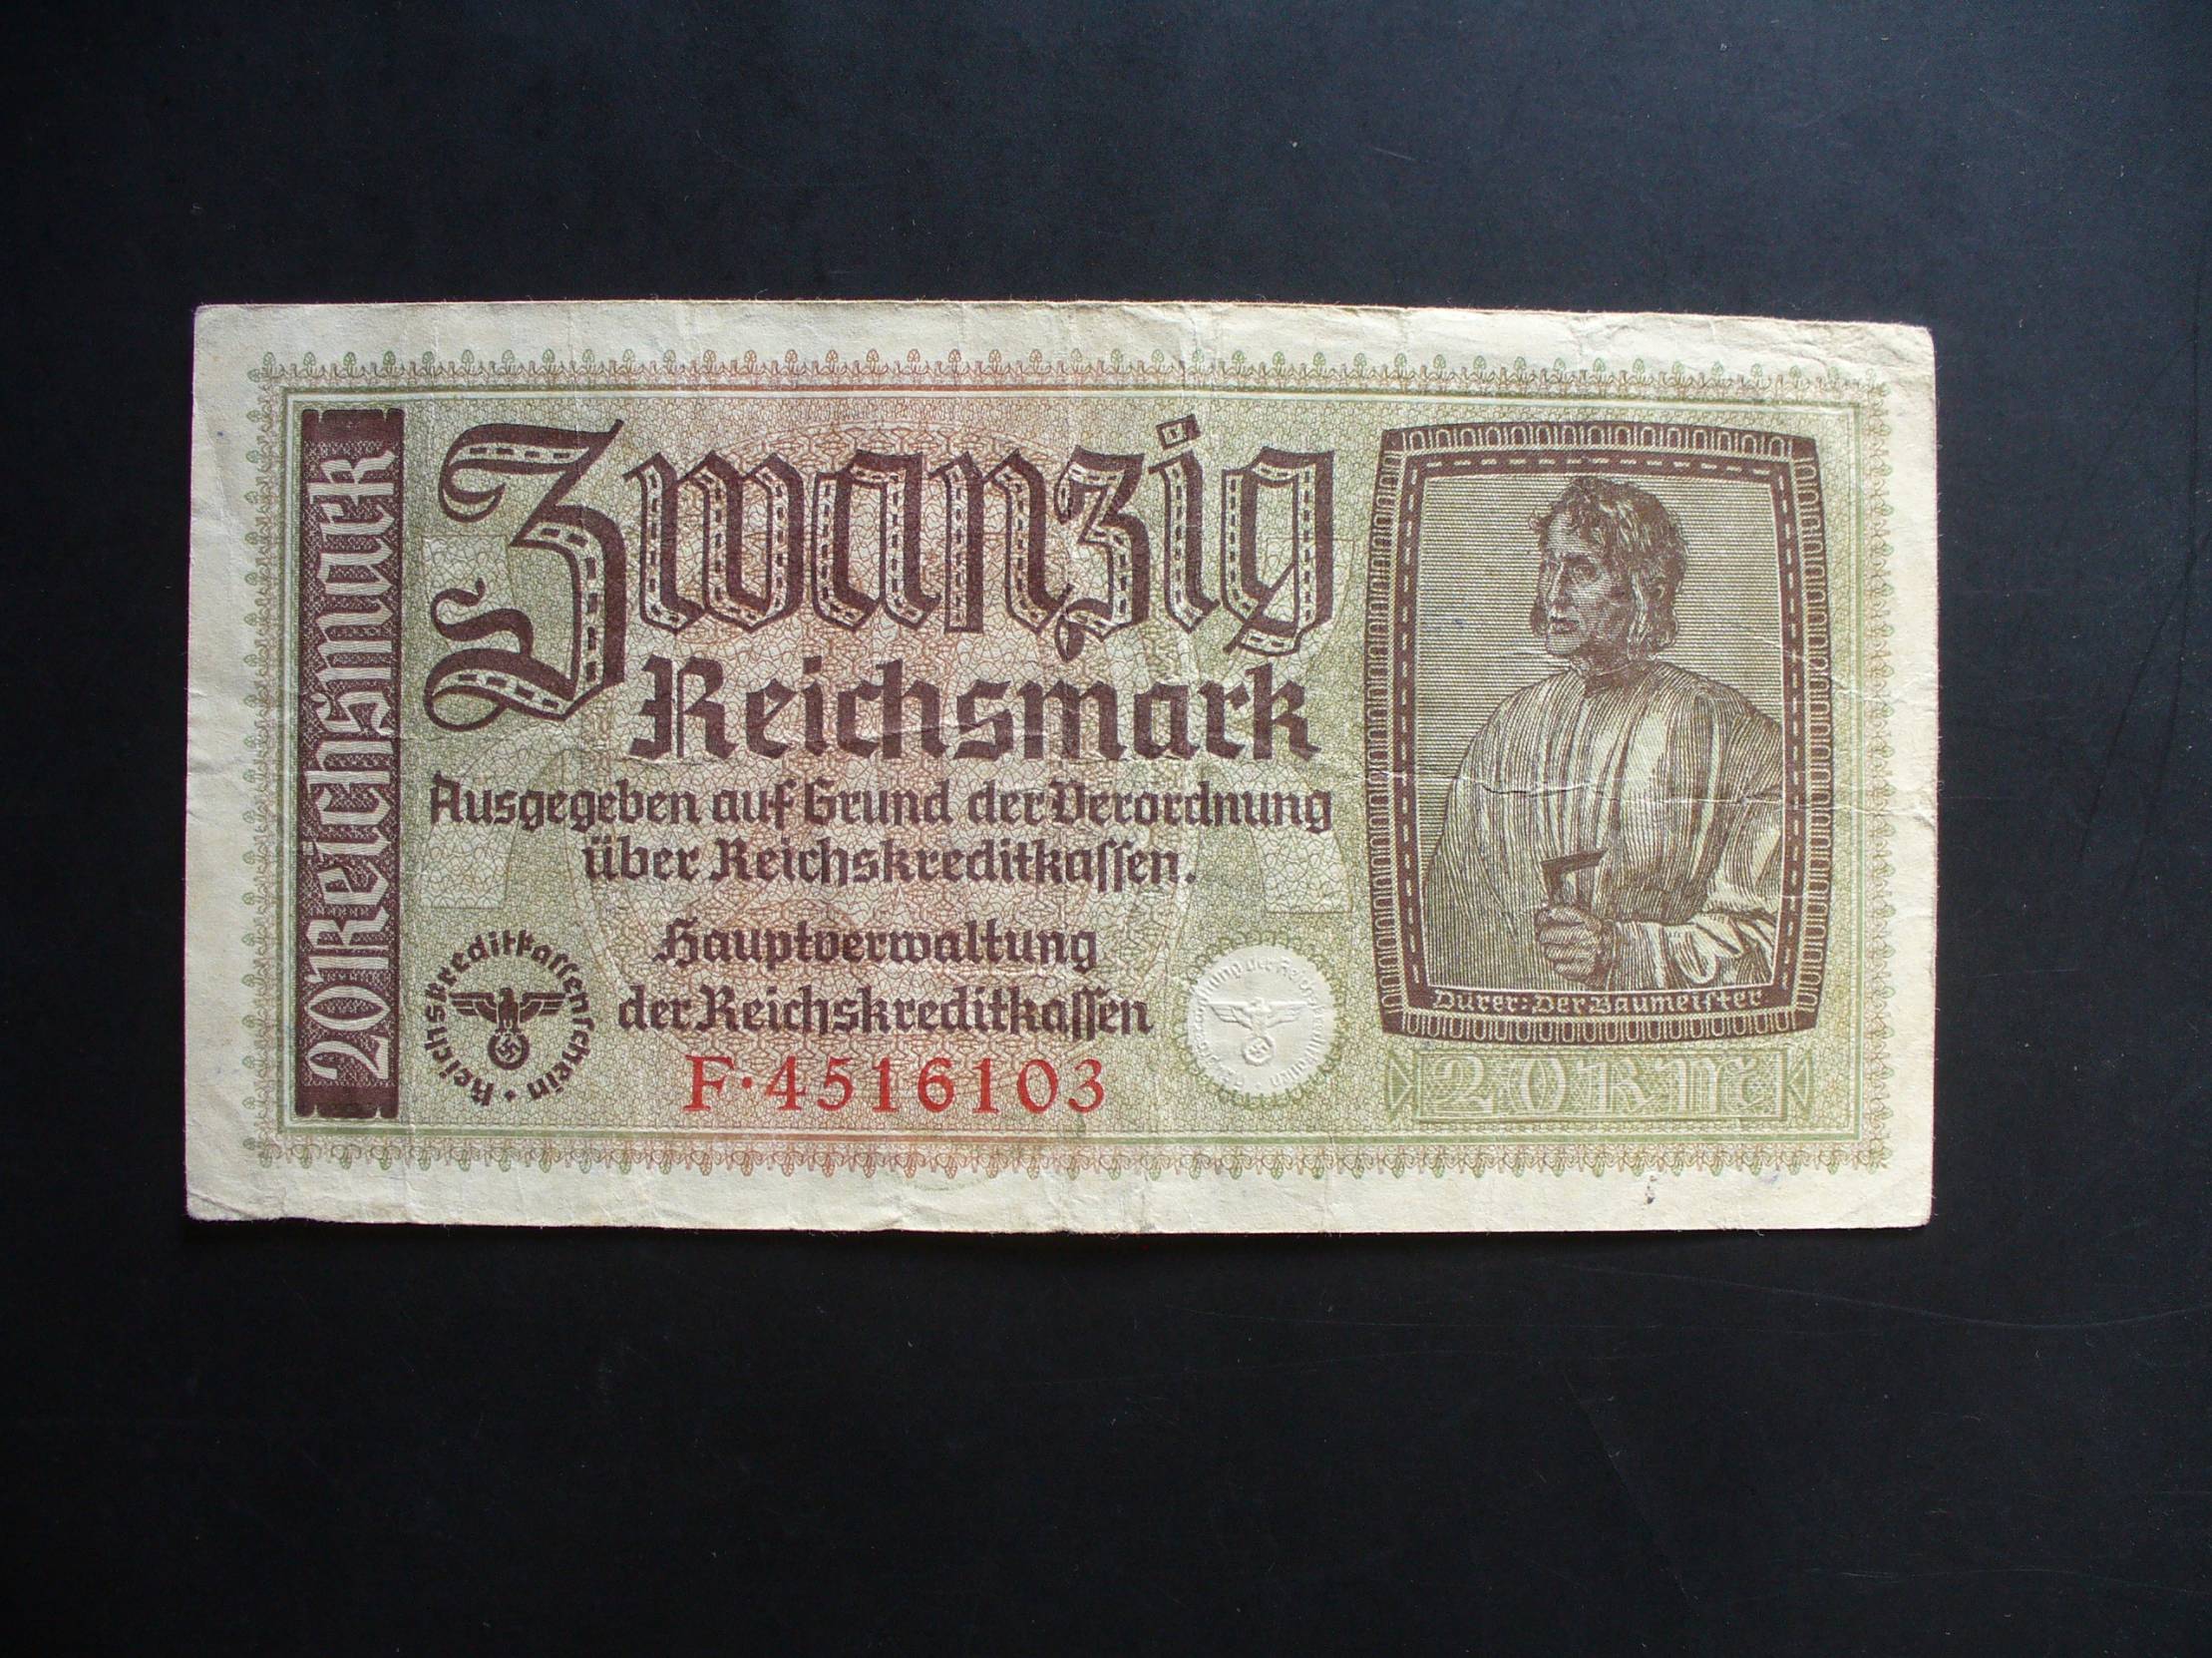 20 Reichsmark
Zwanzig
Reichsmark
Ausgegeben auf Grund der Verordnung
über Reichskreditkassen.
Hauptverwaltung
der Reichskreditkassen
Reichskreditkassenschein
F·4516103
Dürer: Der Baumeister
20 RM